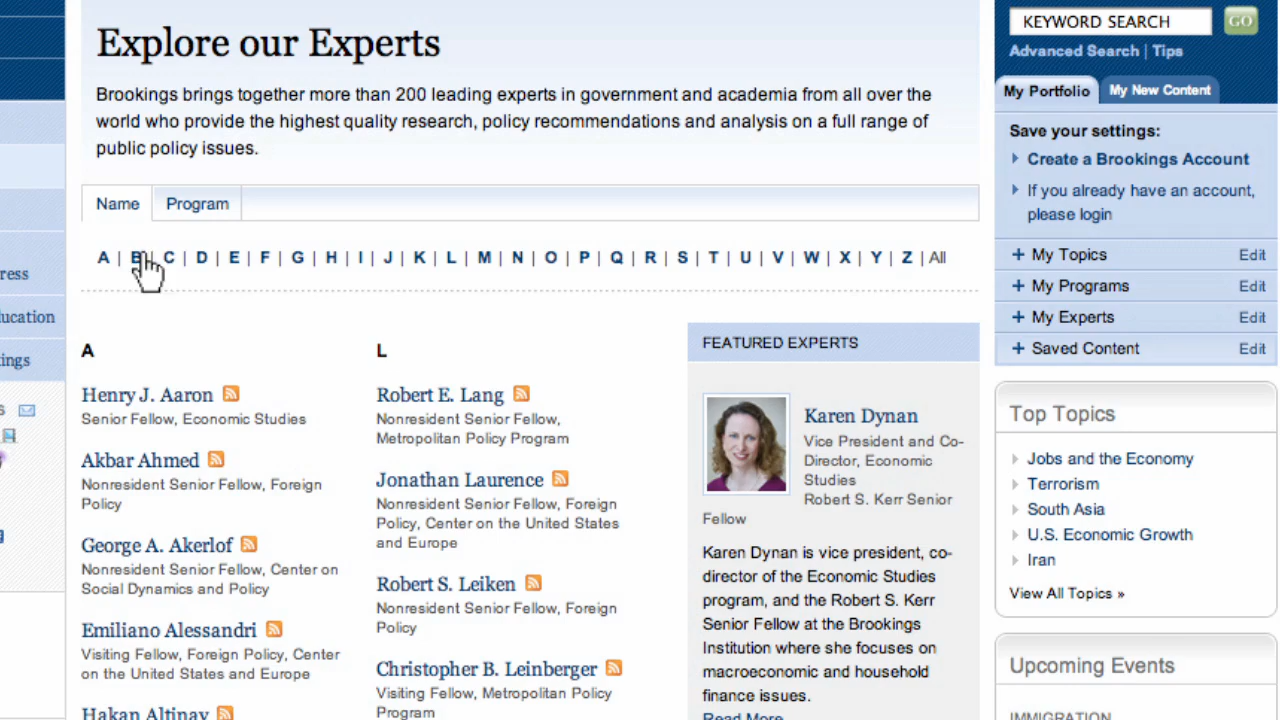 Explore our Experts
Brookings brings together more than 200 leading experts in government and academia from all over the
world who provide the highest quality research, policy recommendations and analysis on a full range of
public policy issues.
Name
Program
A | B | C | D | E | F | G | H | I | J | K | L | M | N | O | P | Q | R | S | T | U | V | W | X | Y | Z | All
A
Henry J. Aaron
Senior Fellow, Economic Studies
Akbar Ahmed
Nonresident Senior Fellow, Foreign
Policy
George A. Akerlof
Nonresident Senior Fellow, Center on
Social Dynamics and Policy
Emiliano Alessandri
Visiting Fellow, Foreign Policy, Center
on the United States and Europe
Hakan Altinay
L
Robert E. Lang
Nonresident Senior Fellow,
Metropolitan Policy Program
Jonathan Laurence
Nonresident Senior Fellow, Foreign
Policy, Center on the United States
and Europe
Robert S. Leiken
Nonresident Senior Fellow, Foreign
Policy
Christopher B. Leinberger
Visiting Fellow, Metropolitan Policy
Program
FEATURED EXPERTS
Karen Dynan
Vice President and Co-
Director, Economic
Studies
Robert S. Kerr Senior
Fellow
Karen Dynan is vice president, co-
director of the Economic Studies
program, and the Robert S. Kerr
Senior Fellow at the Brookings
Institution where she focuses on
macroeconomic and household
finance issues.
Read More
KEYWORD SEARCH
GO
Advanced Search | Tips
My Portfolio
My New Content
Save your settings:
Create a Brookings Account
If you already have an account,
please login
+ My Topics Edit
+ My Programs Edit
+ My Experts Edit
+ Saved Content Edit
Top Topics
Jobs and the Economy
Terrorism
South Asia
U.S. Economic Growth
Iran
View All Topics »
Upcoming Events
IMMIGRATION
ress
ucation
ings